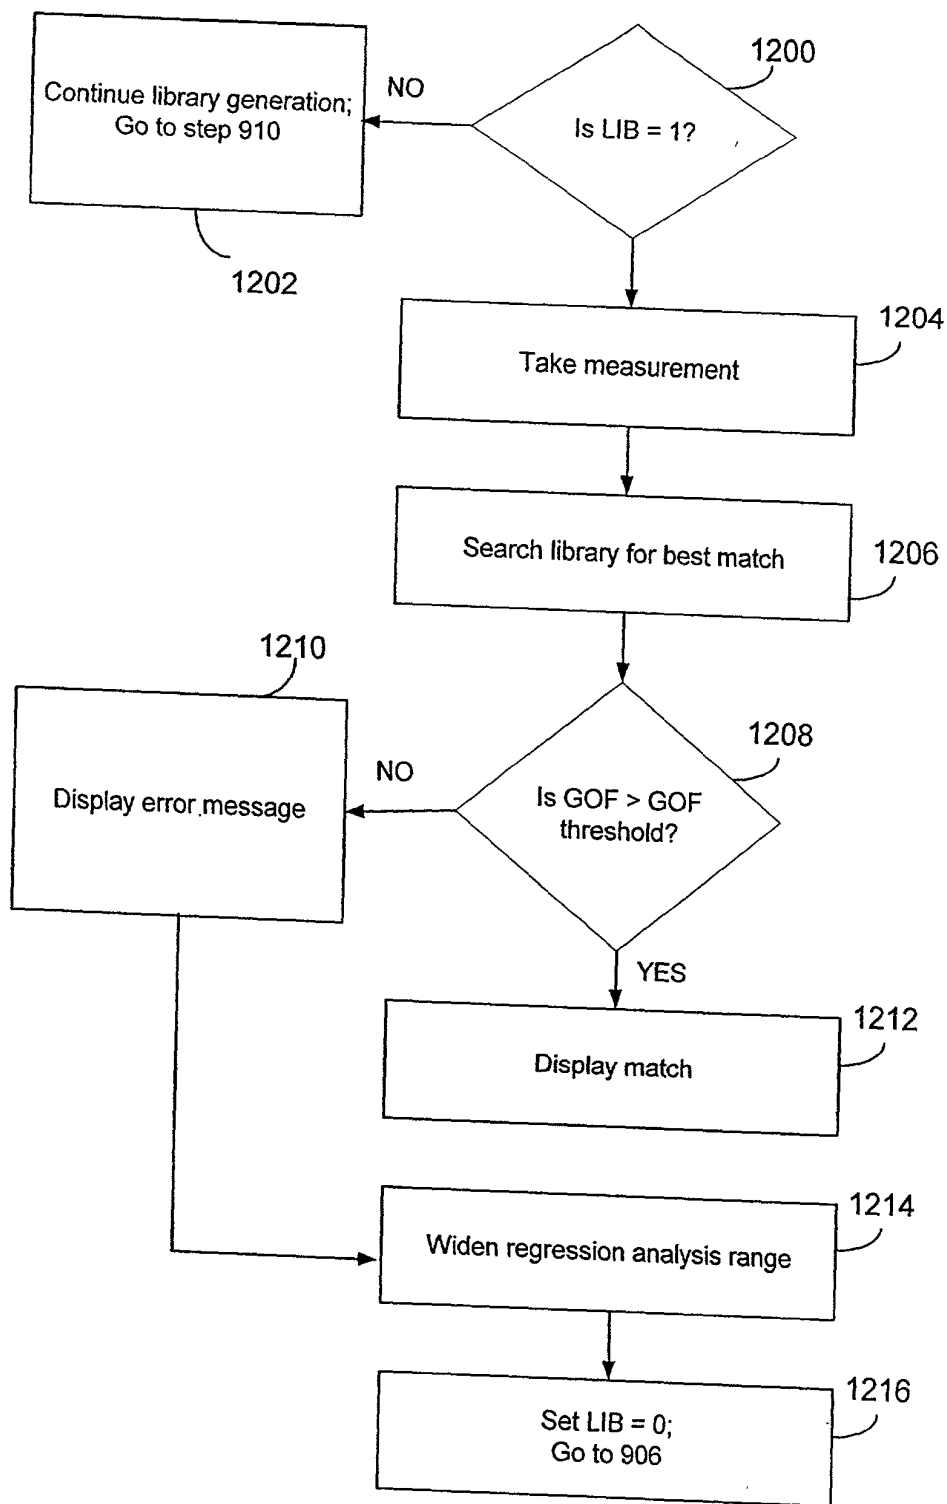 1200
Continue library generation;
Go to step 910
NO
Is LIB = 1?
1202
1204
Take measurement
Search library for best match
1206
1210
1208
NO
Display error message
Is GOF > GOF
threshold?
YES
1212
Display match
1214
Widen regression analysis range
1216
Set LIB = 0;
Go to 906